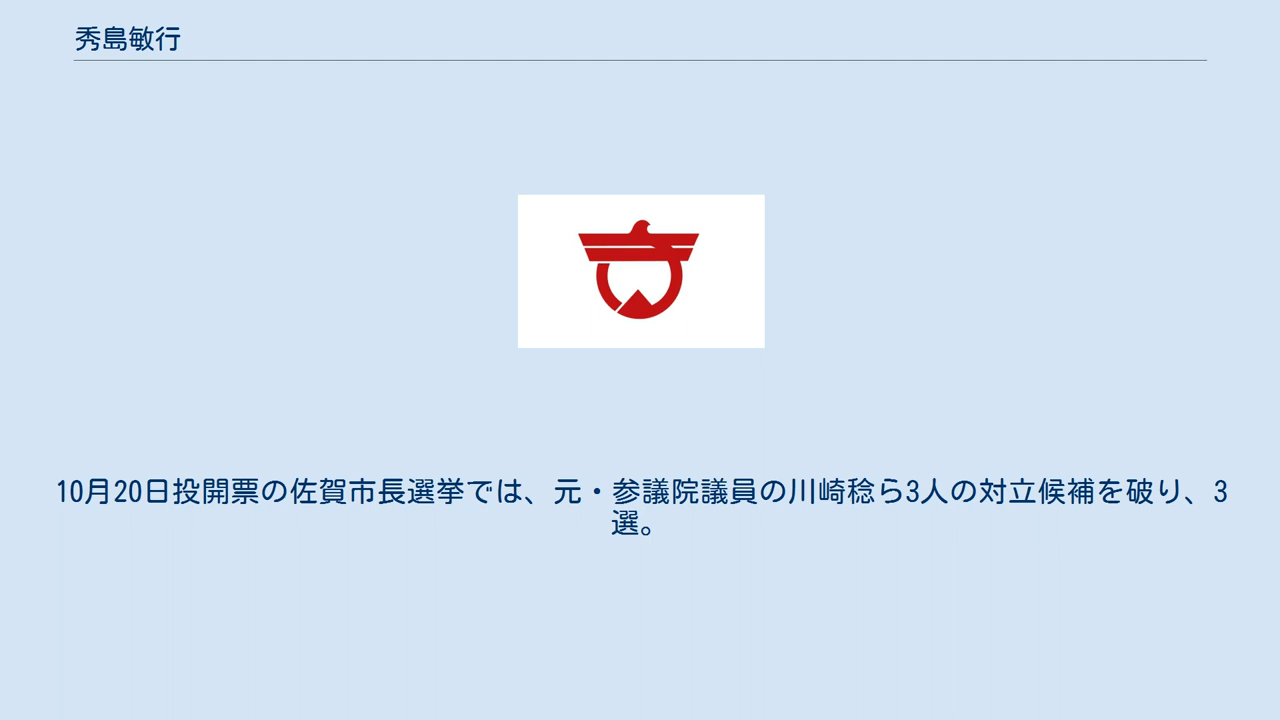 秀島敏行
10月20日投開票の佐賀市長選挙では、元・参議院議員の川崎稔ら3人の対立候補を破り、3
選。